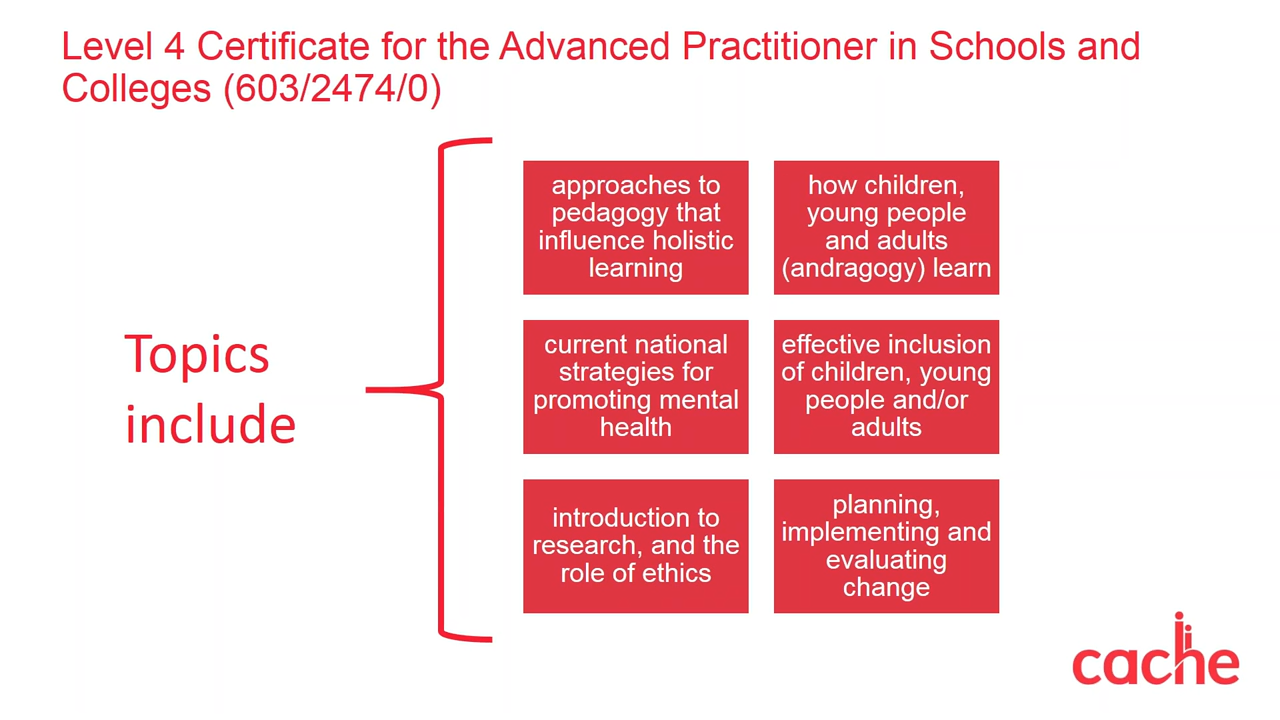 Level 4 Certificate for the Advanced Practitioner in Schools and
Colleges (603/2474/0)
Topics
include
approaches to
pedagogy that
influence holistic
learning
how children,
young people
and adults
(andragogy) learn
current national
strategies for
promoting mental
health
effective inclusion
of children, young
people and/or
adults
introduction to
research, and the
role of ethics
planning,
implementing and
evaluating
change
cache